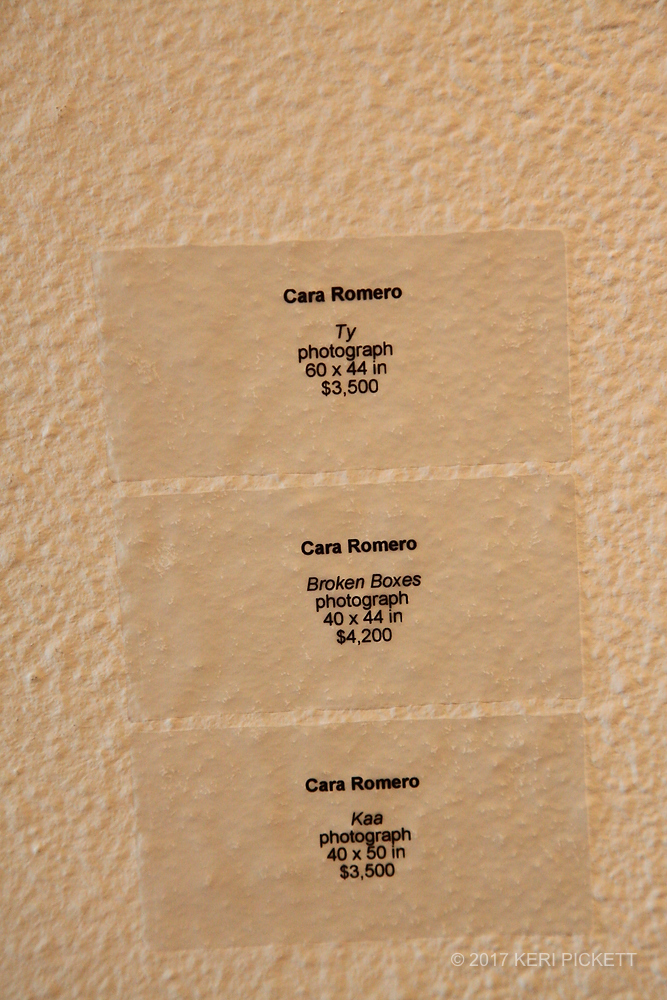 Cara Romero
Ty
photograph
60 x 44 in
$3,500
Cara Romero
Broken Boxes
photograph
40 x 44 in
$4,200
Cara Romero
Kaa
photograph
40 x 50 in
$3,500
© 2017 KERI PICKETT